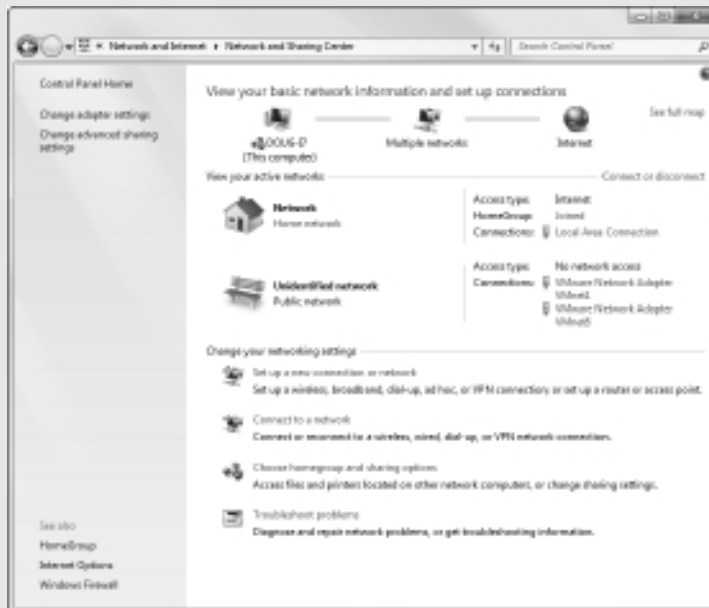 Network and Internet ▸ Network and Sharing Center
Search Control Panel
Control Panel Home
Change adapter settings
Change advanced sharing
settings
View your basic network information and set up connections
See full map
DOUG-
(This computer)
Multiple networks
Internet
View your active networks
Connect or disconnect
Network
Home network
Access type: Internet
HomeGroup: Joined
Connections: Local Area Connection
Unidentified network
Public network
Access type: No network access
Connections: VMware Network Adapter
VMware Network Adapter
Change your networking settings
Set up a new connection or network
Set up a wireless, broadband, dial-up, ad hoc, or VPN connection; or set up a router or access point.
Connect to a network
Connect or reconnect to a wireless, wired, dial-up, or VPN network connection.
Choose homegroup and sharing options
Access files and printers located on other network computers, or change sharing settings.
Troubleshoot problems
Diagnose and repair network problems, or get troubleshooting information.
See also
HomeGroup
Internet Options
Windows Firewall